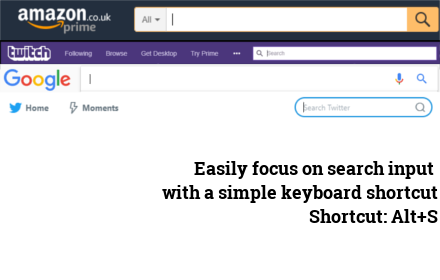 amazon.co.uk
prime
All
twitch
Following Browse Get Desktop Try Prime ••• Search
Google
Home Moments Search Twitter
Easily focus on search input
with a simple keyboard shortcut
Shortcut: Alt+S